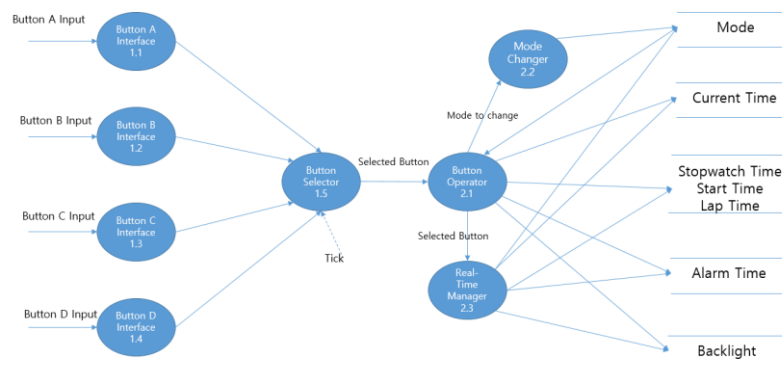 Button A Input
Button A
Interface
1.1
Button B Input
Button B
Interface
1.2
Button C Input
Button C
Interface
1.3
Button D Input
Button D
Interface
1.4
Button
Selector
1.5
Tick
Selected Button
Button
Operator
2.1
Mode to change
Mode
Changer
2.2
Selected Button
Real-
Time
Manager
2.3
Mode
Current Time
Stopwatch Time
Start Time
Lap Time
Alarm Time
Backlight